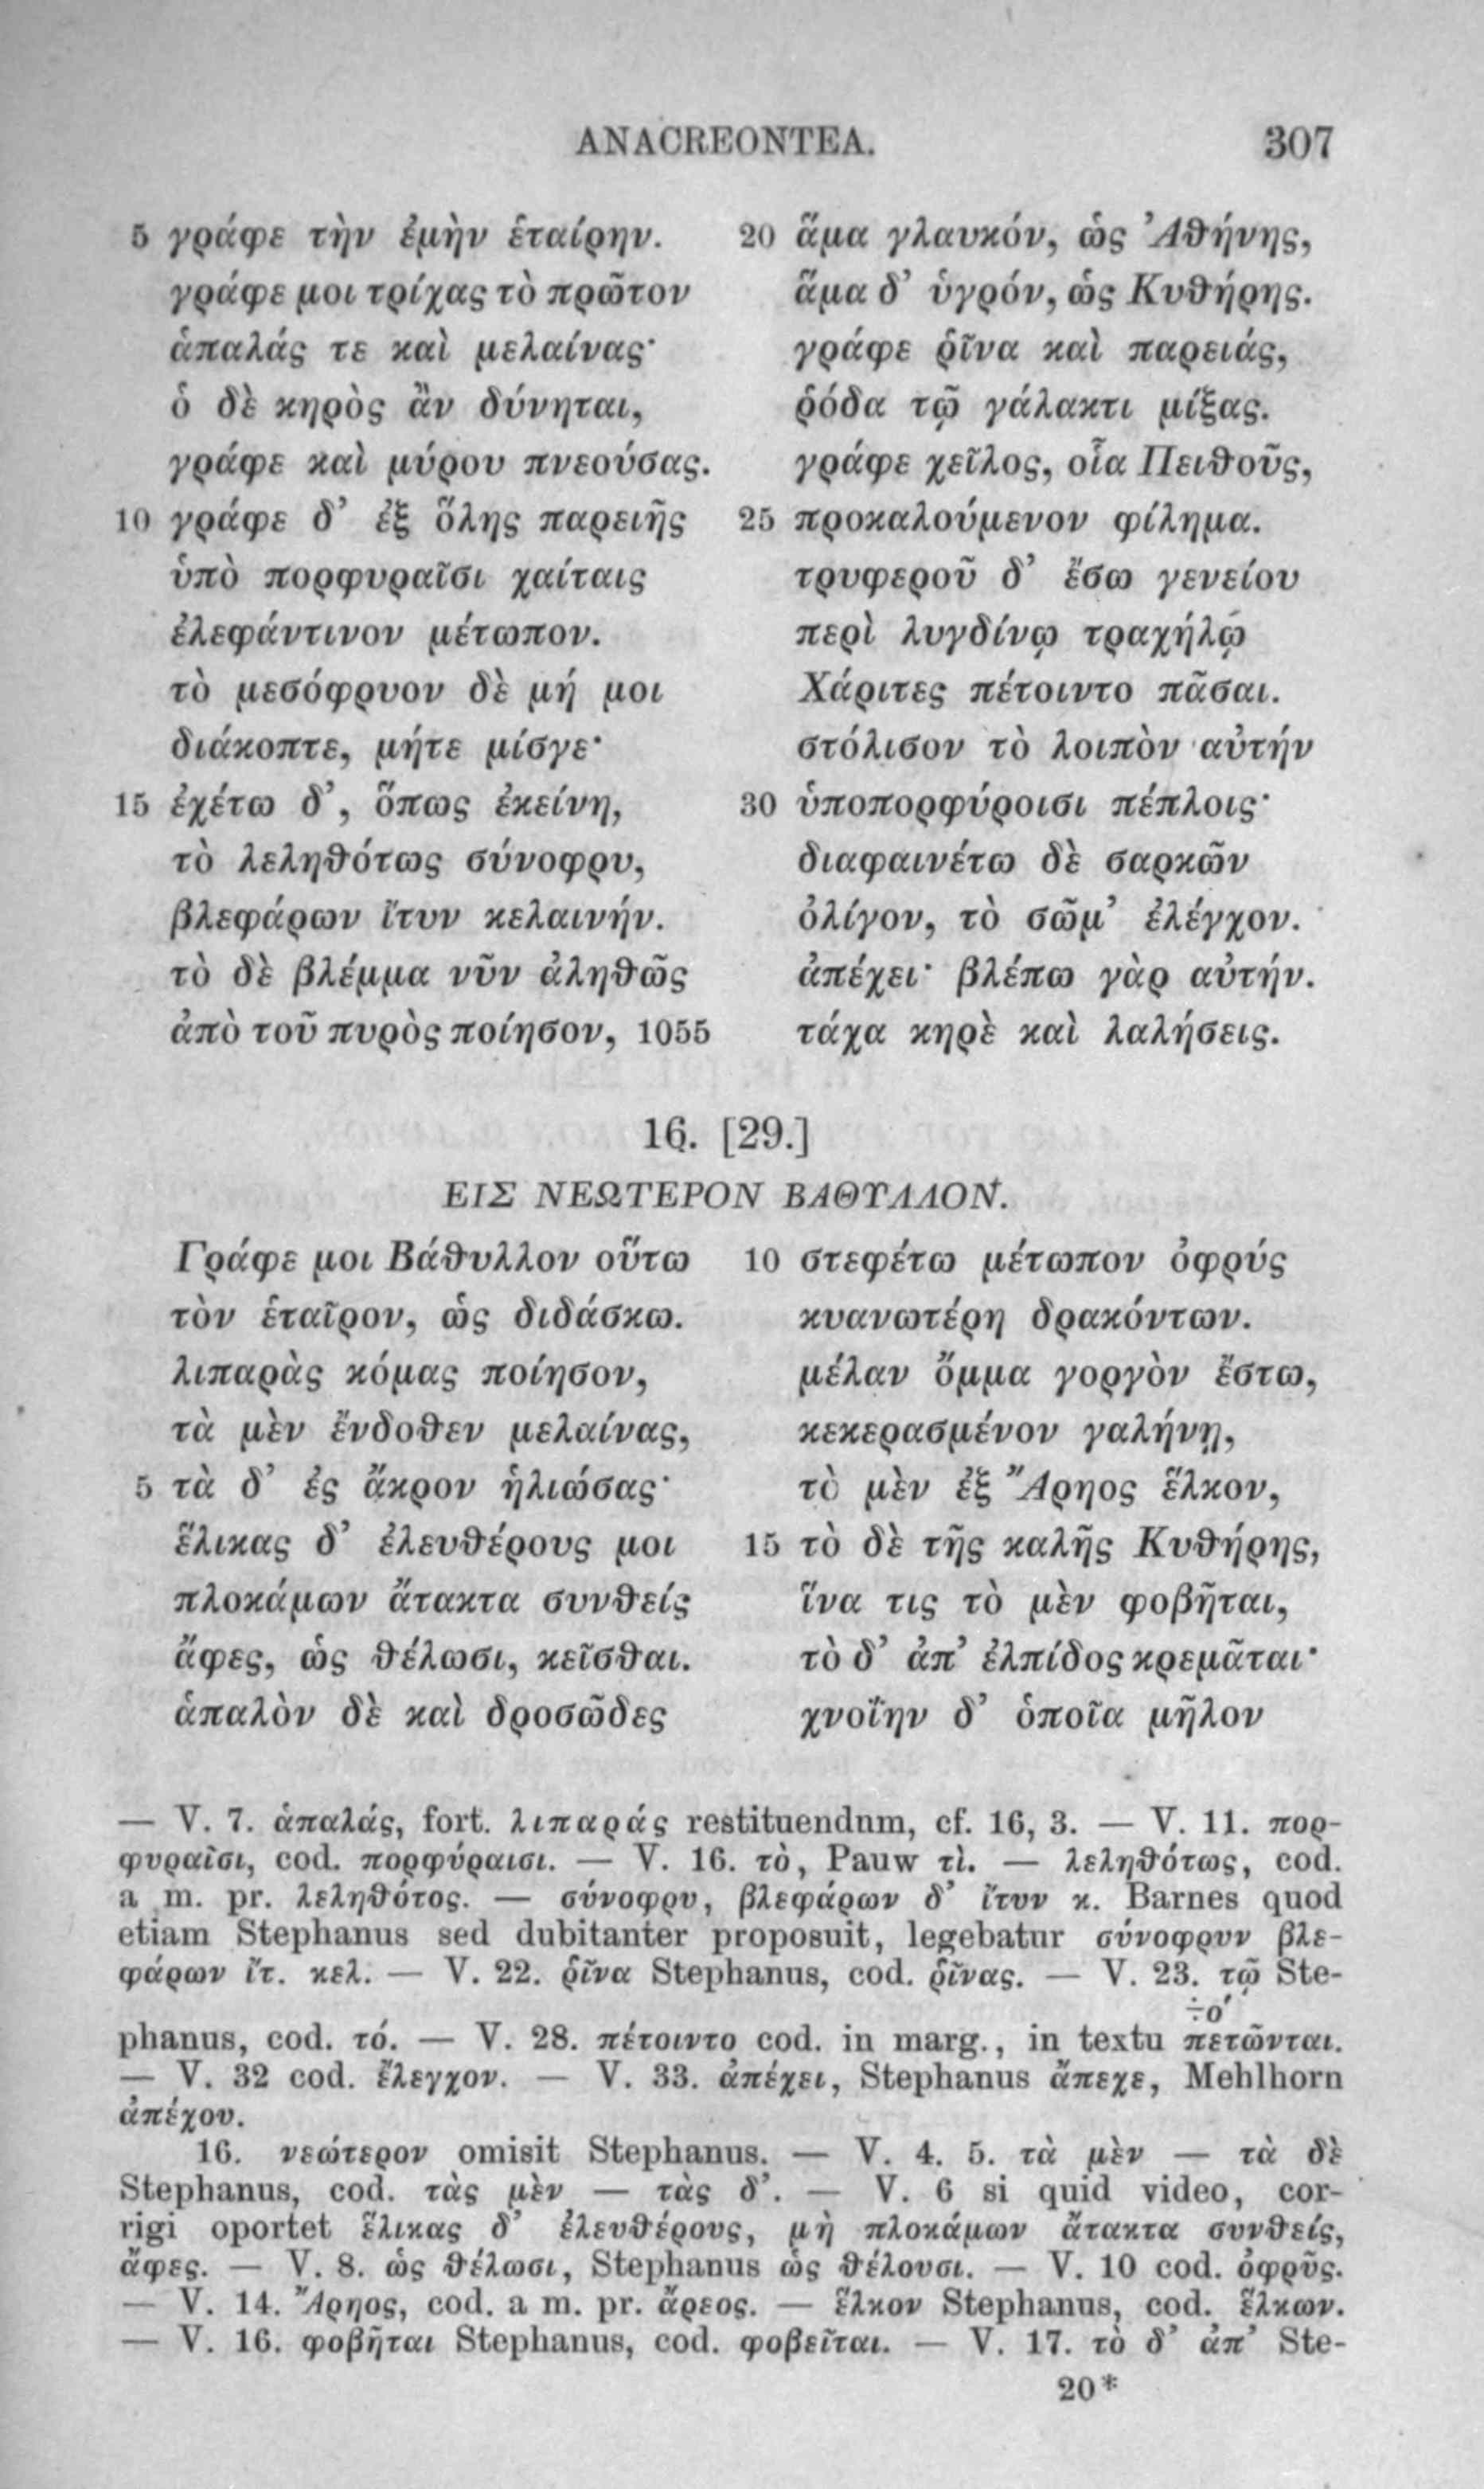 ANACREONTEA. 307
5 γράφε τὴν ἐμὴν ἑταίρην.
γράφε μοι τρίχας τὸ πρῶτον
ἁπαλάς τε καὶ μελαίνας·
ὁ δὲ κηρὸς ἂν δύνηται,
γράφε καὶ μύρου πνεούσας.
10 γράφε δ’ ἐξ ὅλης παρειῆς
ὑπὸ πορφυραῖσι χαίταις
ἐλεφάντινον μέτωπον.
τὸ μεσόφρυον δὲ μή μοι
διάκοπτε, μήτε μίσγε·
15 ἐχέτω δ’, ὅπως ἐκείνη,
τὸ λεληθότως σύνοφρυ,
βλεφάρων ἴτυν κελαινήν.
τὸ δὲ βλέμμα νῦν ἀληθῶς
ἀπὸ τοῦ πυρὸς ποίησον, 1055
20 ἅμα γλαυκόν, ὡς Ἀθήνης,
ἅμα δ’ ὑγρόν, ὡς Κυθήρης.
γράφε ῥῖνα καὶ παρειάς,
ῥόδα τῷ γάλακτι μίξας.
γράφε χεῖλος, οἷα Πειθοῦς,
25 προκαλούμενον φίλημα.
τρυφεροῦ δ’ ἔσω γενείου
περὶ λυγδίνῳ τραχήλῳ
Χάριτες πέτοιντο πᾶσαι.
στόλισον τὸ λοιπὸν αὐτήν
30 ὑποπορφύροισι πέπλοις·
διαφαινέτω δὲ σαρκῶν
ὀλίγον, τὸ σῶμ’ ἐλέγχον.
ἀπέχει· βλέπω γὰρ αὐτήν.
τάχα κηρὲ καὶ λαλήσεις.
16. [29.]
ΕΙΣ ΝΕΩΤΕΡΟΝ ΒΑΘΥΛΛΟΝ.
Γράφε μοι Βάθυλλον οὕτω
τὸν ἑταῖρον, ὡς διδάσκω.
λιπαρὰς κόμας ποίησον,
τὰ μὲν ἔνδοθεν μελαίνας,
5 τὰ δ’ ἐς ἄκρον ἡλιώσας·
ἕλικας δ’ ἐλευθέρους μοι
πλοκάμων ἄτακτα συνθείς
ἄφες, ὡς θέλωσι, κεῖσθαι.
ἁπαλὸν δὲ καὶ δροσῶδες
10 στεφέτω μέτωπον ὀφρύς
κυανωτέρη δρακόντων.
μέλαν ὄμμα γοργὸν ἔστω,
κεκερασμένον γαλήνῃ,
τὸ μὲν ἐξ Ἄρηος ἕλκον,
15 τὸ δὲ τῆς καλῆς Κυθήρης,
ἵνα τις τὸ μὲν φοβῆται,
τὸ δ’ ἀπ’ ἐλπίδος κρεμᾶται·
χνοΐην δ’ ὁποῖα μῆλον
— V. 7. ἁπαλάς, fort. λιπαράς restituendum, cf. 16, 3. — V. 11. πορ-
φυραῖσι, cod. πορφύραισι. — V. 16. τὸ, Pauw τὶ. — λεληθότως, cod.
a m. pr. λεληθότος. — σύνοφρυ, βλεφάρων δ’ ἴτυν κ. Barnes quod
etiam Stephanus sed dubitanter proposuit, legebatur σύνοφρυν βλε-
φάρων ἴτ. κελ. — V. 22. ῥῖνα Stephanus, cod. ῥῖνας. — V. 23. τῷ Ste-
÷ο΄
phanus, cod. τό. — V. 28. πέτοιντο cod. in marg., in textu πετῶνται.
— V. 32 cod. ἔλεγχον. — V. 33. ἀπέχει, Stephanus ἄπεχε, Mehlhorn
ἀπέχου.
16. νεώτερον omisit Stephanus. — V. 4. 5. τὰ μὲν — τὰ δὲ
Stephanus, cod. τὰς μὲν — τὰς δ’. — V. 6 si quid video, cor-
rigi oportet ἕλικας δ’ ἐλευθέρους, μὴ πλοκάμων ἄτακτα συνθείς,
ἄφες. — V. 8. ὡς θέλωσι, Stephanus ὡς θέλουσι. — V. 10 cod. ὀφρῦς.
— V. 14. Ἄρηος, cod. a m. pr. ἄρεος. — ἕλκον Stephanus, cod. ἕλκων.
— V. 16. φοβῆται Stephanus, cod. φοβεῖται. — V. 17. τὸ δ’ ἀπ’ Ste-
20*